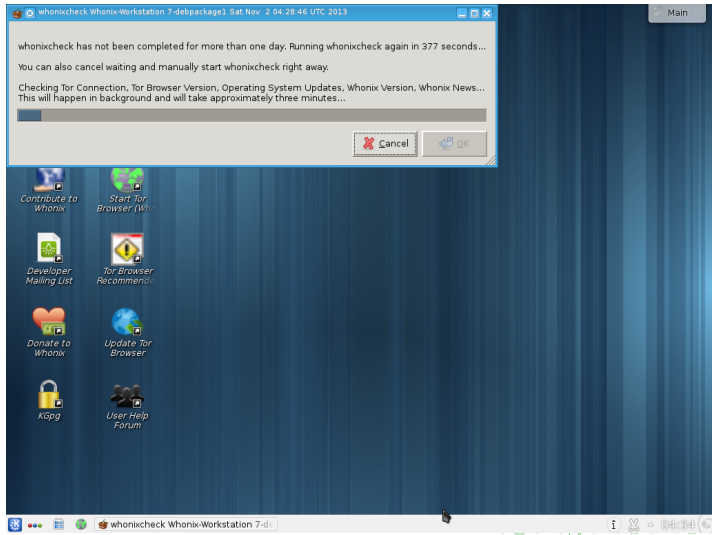 whonixcheck Whonix-Workstation 7-debpackage1 Sat Nov 2 04:28:46 UTC 2013
Main
whonixcheck has not been completed for more than one day. Running whonixcheck again in 377 seconds...
You can also cancel waiting and manually start whonixcheck right away.
Checking Tor Connection, Tor Browser Version, Operating System Updates, Whonix Version, Whonix News...
This will happen in background and will take approximately three minutes...
Cancel
OK
Contribute to
Whonix
Start Tor
Browser (Who
Developer
Mailing List
Tor Browser
Recommende
Donate to
Whonix
Update Tor
Browser
KGpg
User Help
Forum
whonixcheck Whonix-Workstation 7-de
04:34